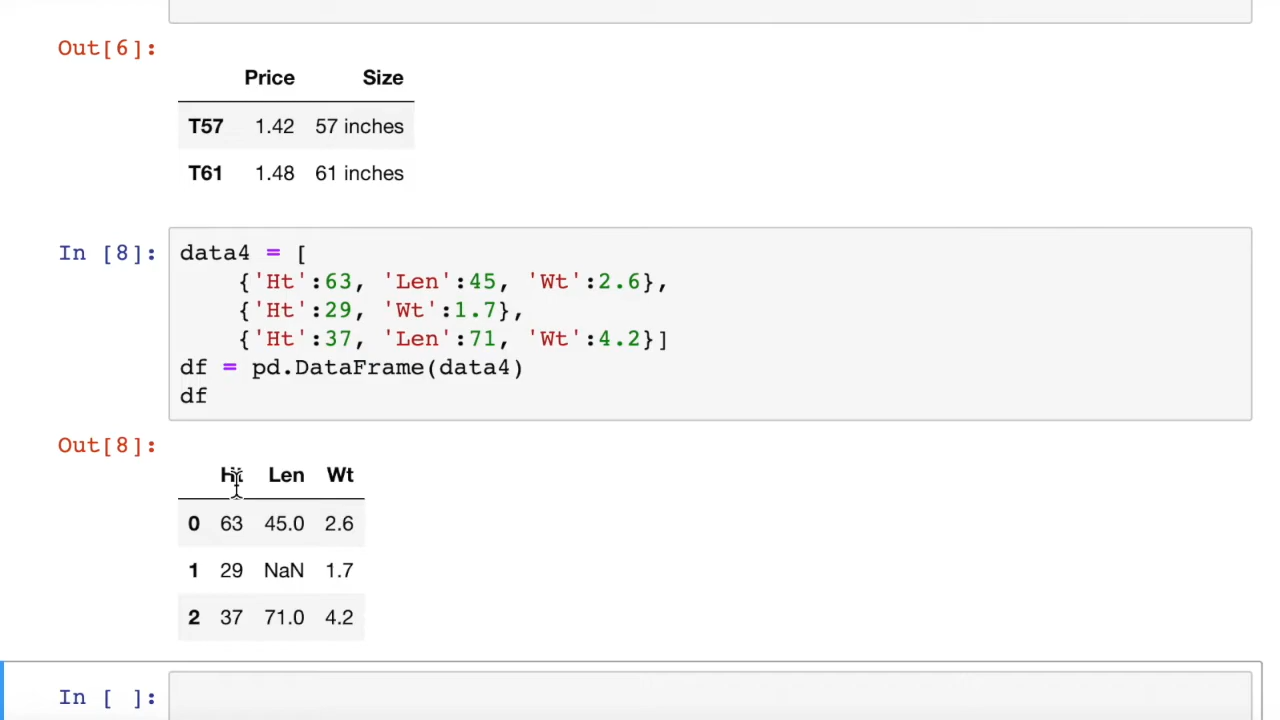 Out[6]:
Price Size
T57 1.42 57 inches
T61 1.48 61 inches
In [8]: data4 = [
{'Ht':63, 'Len':45, 'Wt':2.6},
{'Ht':29, 'Wt':1.7},
{'Ht':37, 'Len':71, 'Wt':4.2}]
df = pd.DataFrame(data4)
df
Out[8]:
Ht Len Wt
0 63 45.0 2.6
1 29 NaN 1.7
2 37 71.0 4.2
In [ ]: